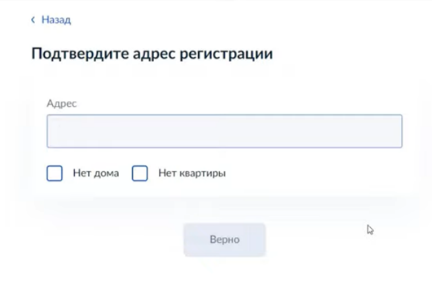 Назад
Подтвердите адрес регистрации
Адрес
Нет дома Нет квартиры
Верно